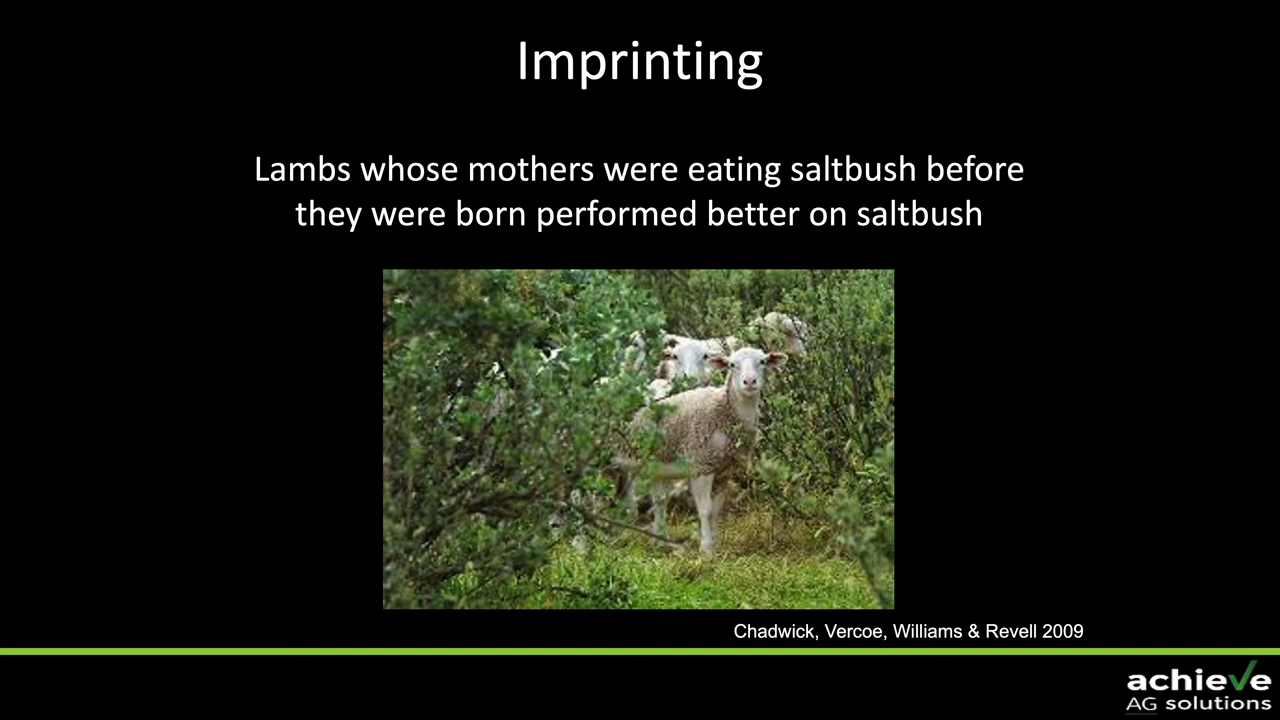 Imprinting
Lambs whose mothers were eating saltbush before
they were born performed better on saltbush
Chadwick, Vercoe, Williams & Revell 2009
achieve
AG solutions